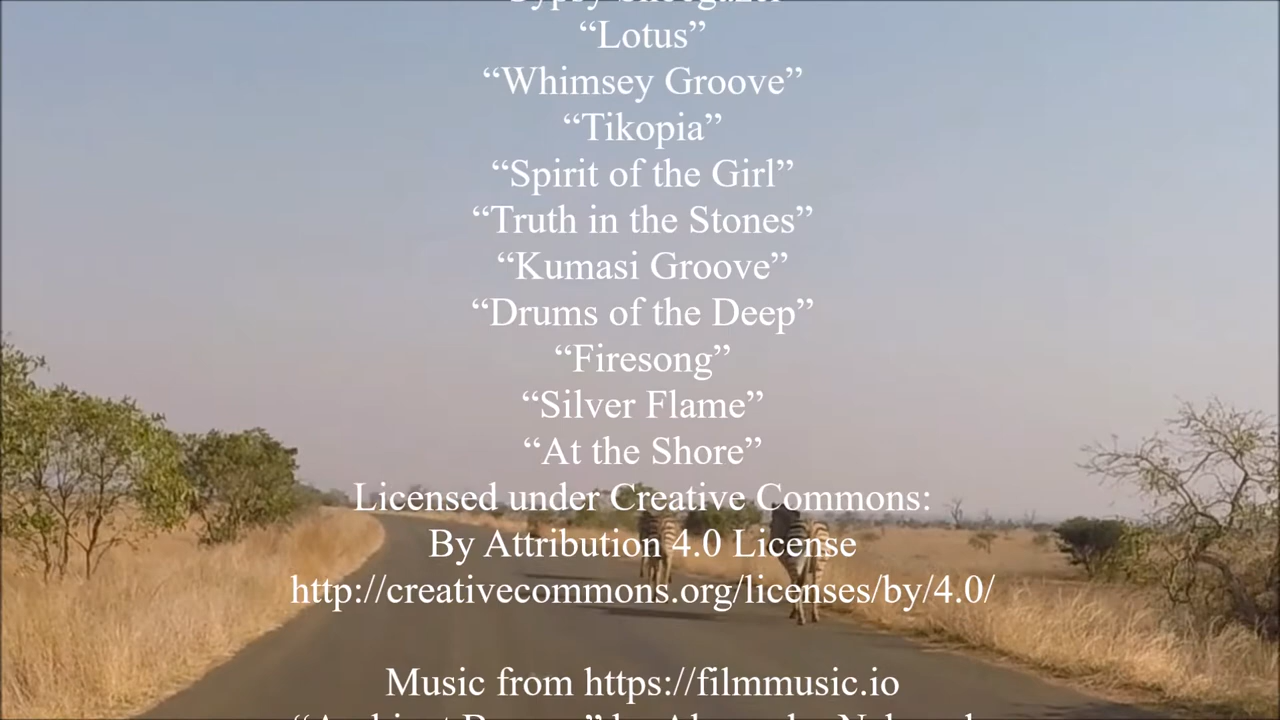 “Lotus”
“Whimsey Groove”
“Tikopia”
“Spirit of the Girl”
“Truth in the Stones”
“Kumasi Groove”
“Drums of the Deep”
“Firesong”
“Silver Flame”
“At the Shore”
Licensed under Creative Commons:
By Attribution 4.0 License
http://creativecommons.org/licenses/by/4.0/
Music from https://filmmusic.io